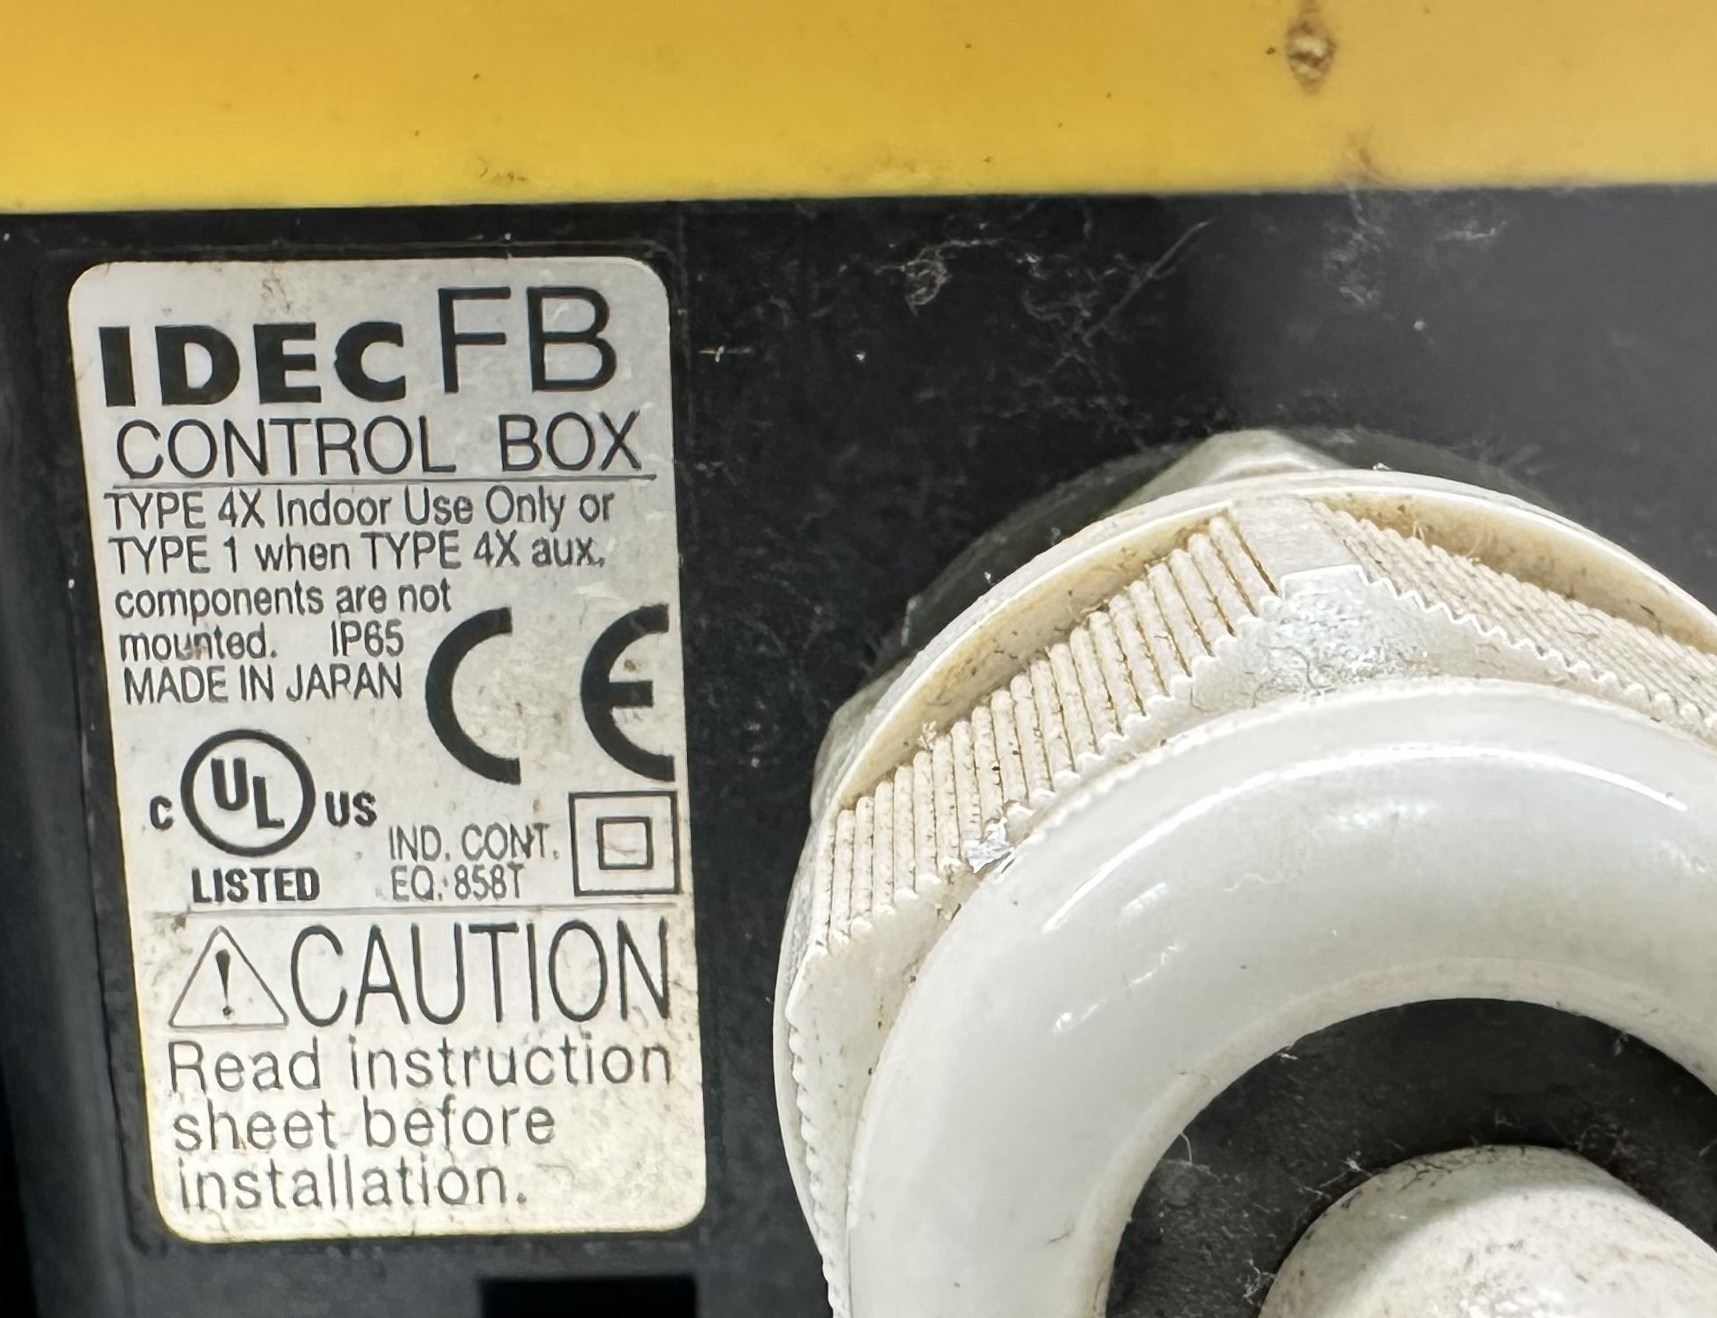 IDEC FB
CONTROL BOX
TYPE 4X Indoor Use Only or
TYPE 1 when TYPE 4X aux.
components are not
mounted. IP65
MADE IN JAPAN
CE
C UL US
LISTED
IND. CONT.
EQ. 858T
CAUTION
Read instruction
sheet before
installation.